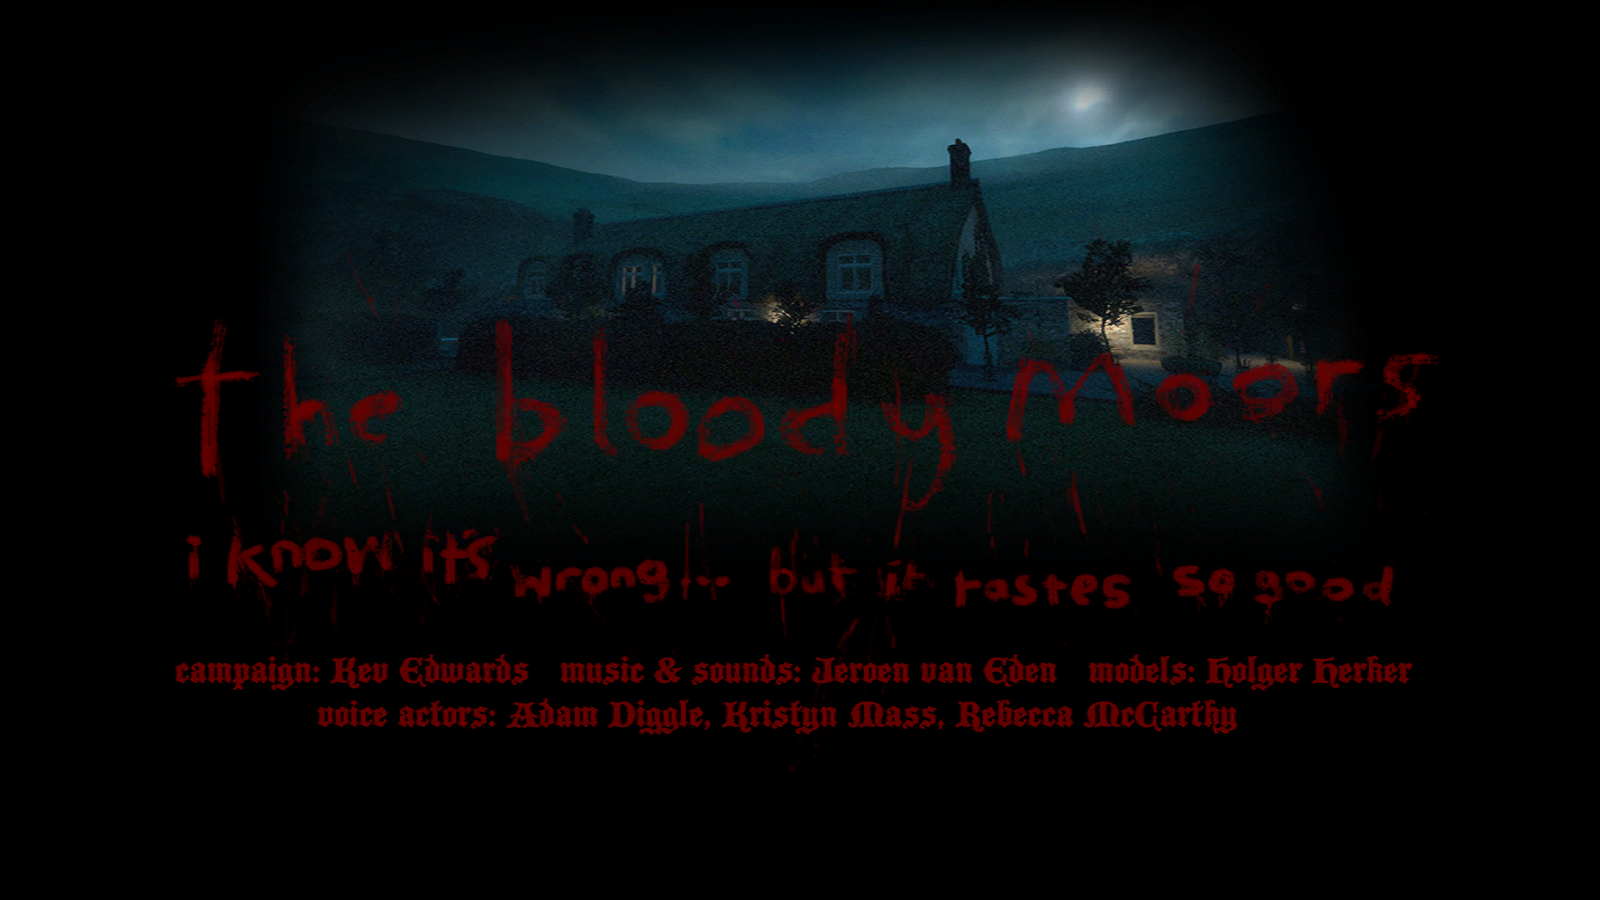 the bloody moors
i know it's wrong... but it tastes so good
campaign: Kev Edwards music & sounds: Jeroen van Eden models: Holger Herker
voice actors: Adam Diggle, Kristyn Mass, Rebecca McCarthy